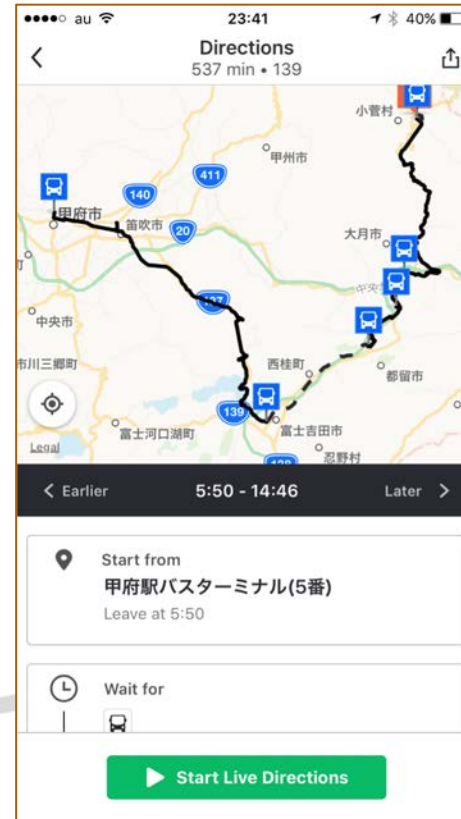 au 23:41 40%
Directions
537 min • 139
小菅村
甲州市
411
140
甲府市
笛吹市
20
大月市
中央市
市川三郷町
西桂町
都留市
139
富士河口湖町
富士吉田市
忍野村
Legal
Earlier 5:50 - 14:46 Later
Start from
甲府駅バスターミナル(5番)
Leave at 5:50
Wait for
Start Live Directions